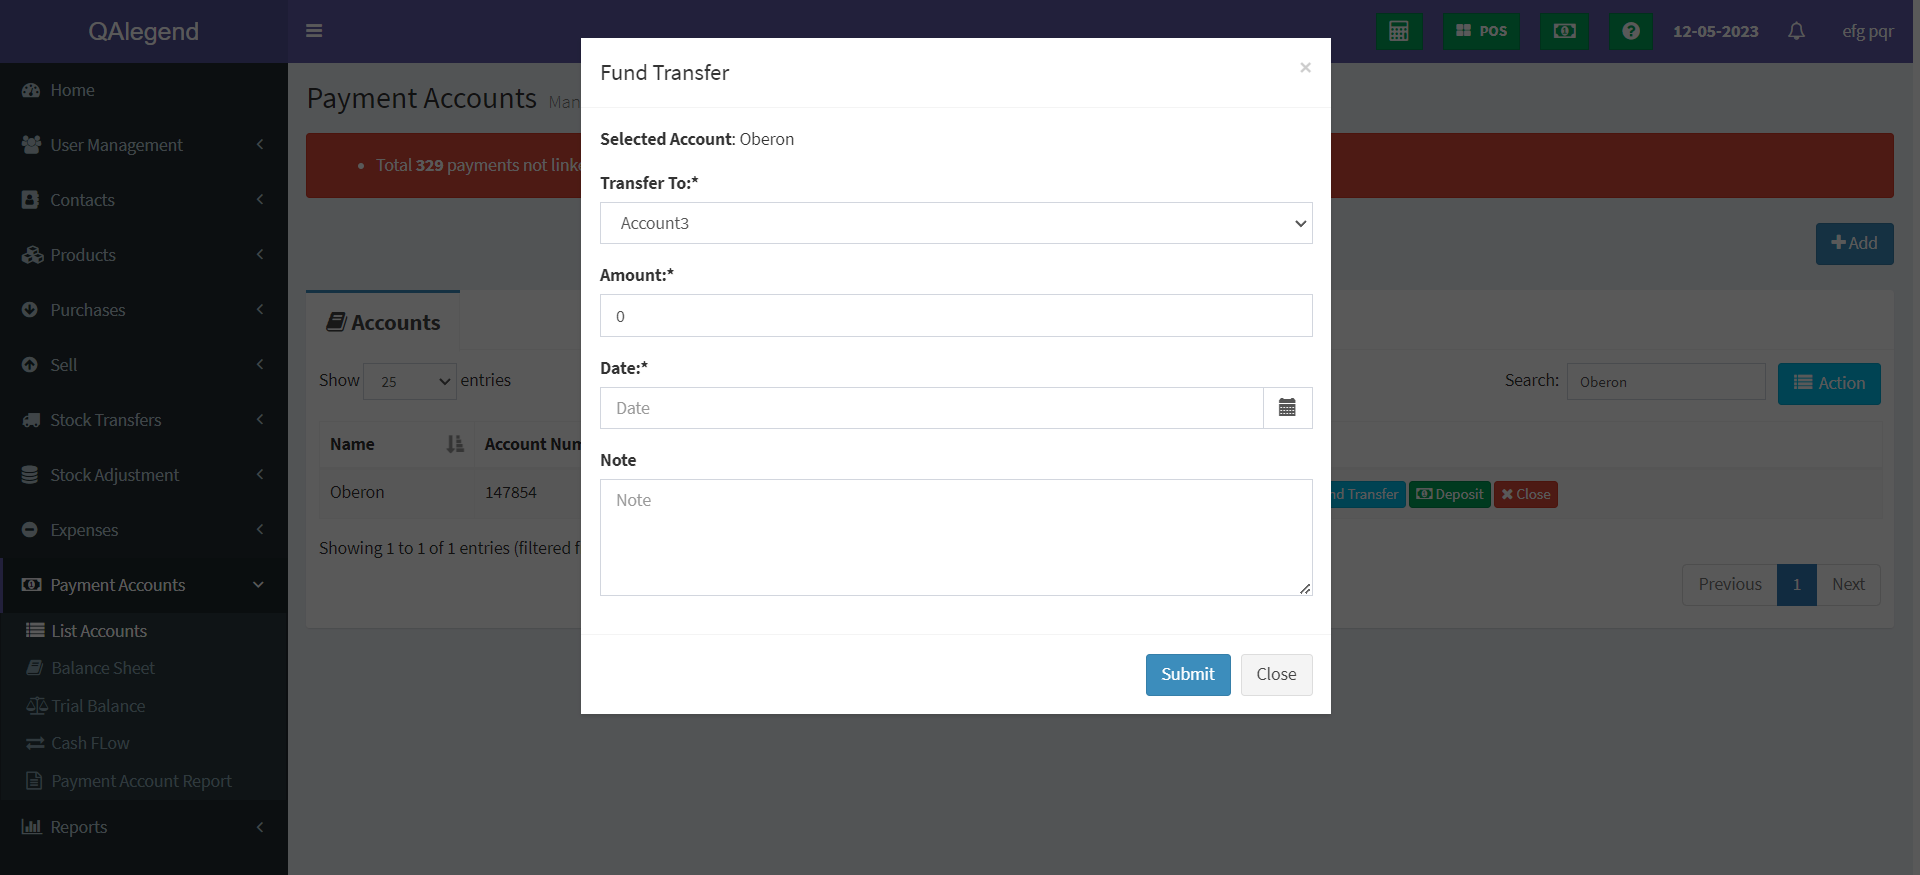 QAlegend
POS
12-05-2023
efg pqr
Home
User Management
Contacts
Products
Purchases
Sell
Stock Transfers
Stock Adjustment
Expenses
Payment Accounts
List Accounts
Balance Sheet
Trial Balance
Cash FLow
Payment Account Report
Reports
Payment Accounts Man
Total 329 payments not link
Add
Accounts
Show 25 entries
Search: Oberon
Action
Name
Account Num
Oberon
147854
nd Transfer
Deposit
Close
Showing 1 to 1 of 1 entries (filtered f
Previous 1 Next
Fund Transfer
×
Selected Account: Oberon
Transfer To:*
Account3
Amount:*
0
Date:*
Date
Note
Note
Submit
Close